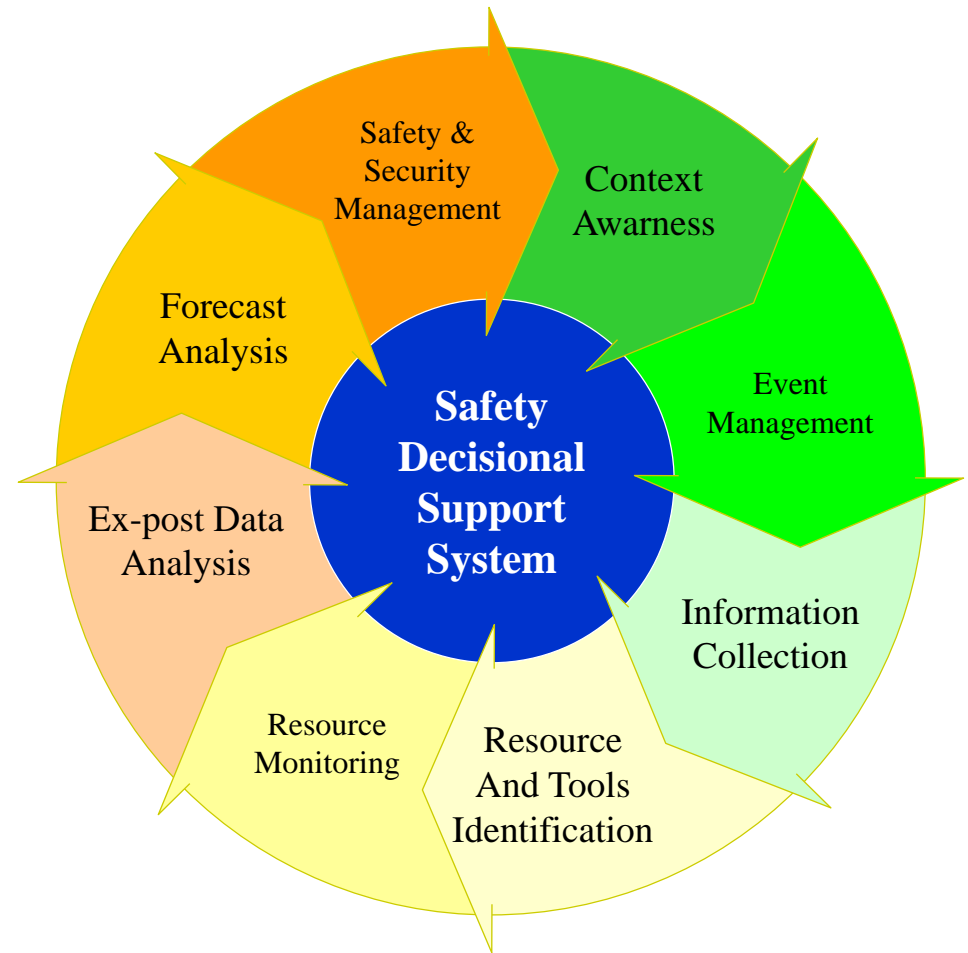 Safety &
Security
Management
Context
Awarness
Event
Management
Information
Collection
Resource
And Tools
Identification
Resource
Monitoring
Ex-post Data
Analysis
Forecast
Analysis
Safety
Decisional
Support
System